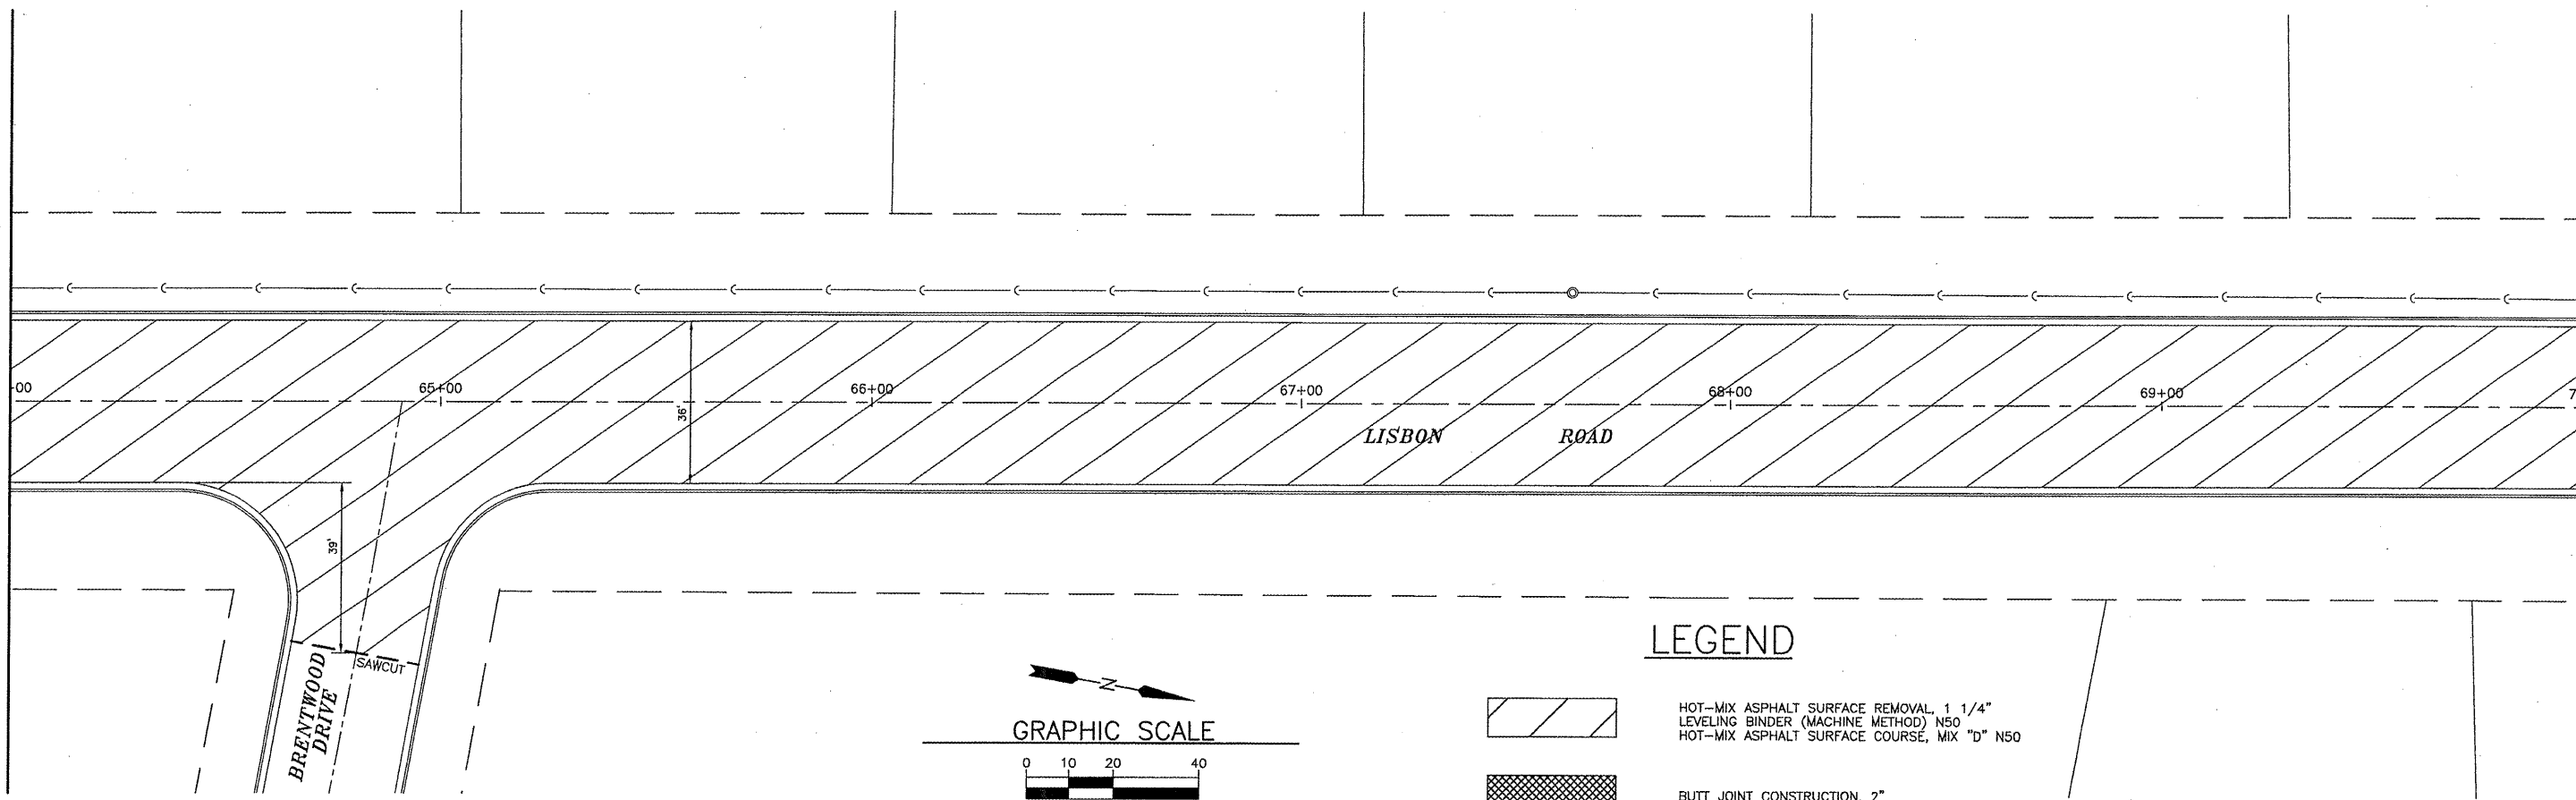 +00
65+00
66+00
67+00
68+00
69+00
7
36'
LISBON ROAD
39'
SAWCUT
BRENTWOOD
DRIVE
N
GRAPHIC SCALE
0 10 20 40
LEGEND
HOT-MIX ASPHALT SURFACE REMOVAL, 1 1/4"
LEVELING BINDER (MACHINE METHOD) N50
HOT-MIX ASPHALT SURFACE COURSE, MIX "D" N50
BUTT JOINT CONSTRUCTION, 2"